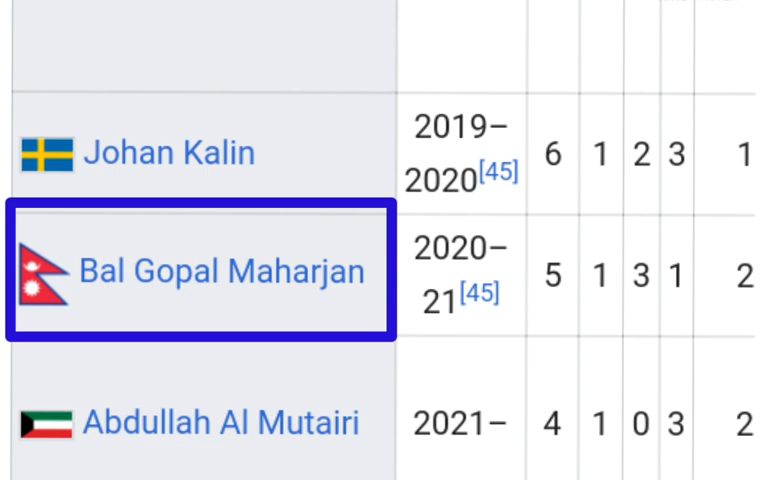 Johan Kalin 2019–2020[45] 6 1 2 3 1
Bal Gopal Maharjan 2020–21[45] 5 1 3 1 2
Abdullah Al Mutairi 2021– 4 1 0 3 2